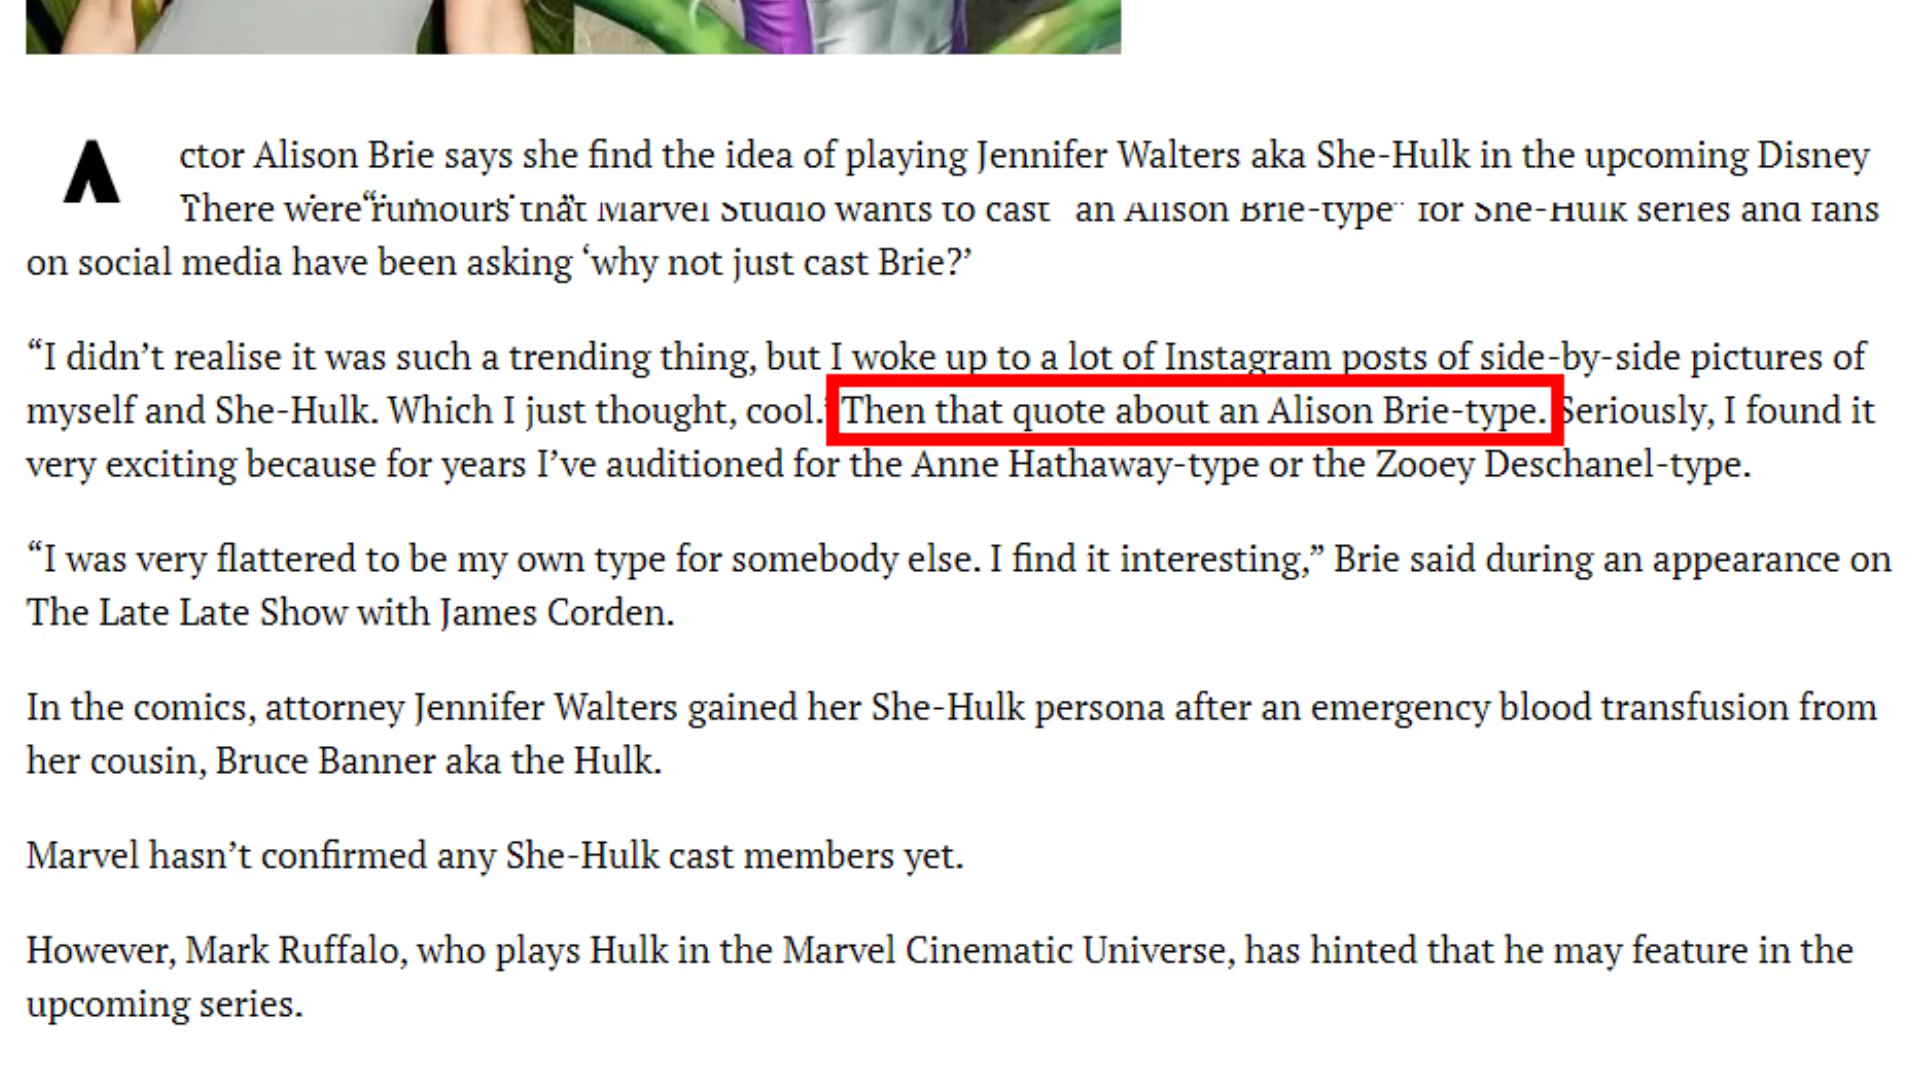 Actor Alison Brie says she find the idea of playing Jennifer Walters aka She-Hulk in the upcoming Disney
There were rumours that Marvel Studio wants to cast “an Alison Brie-type” for She-Hulk series and fans
on social media have been asking ‘why not just cast Brie?’
“I didn’t realise it was such a trending thing, but I woke up to a lot of Instagram posts of side-by-side pictures of
myself and She-Hulk. Which I just thought, cool. Then that quote about an Alison Brie-type. Seriously, I found it
very exciting because for years I’ve auditioned for the Anne Hathaway-type or the Zooey Deschanel-type.
“I was very flattered to be my own type for somebody else. I find it interesting,” Brie said during an appearance on
The Late Late Show with James Corden.
In the comics, attorney Jennifer Walters gained her She-Hulk persona after an emergency blood transfusion from
her cousin, Bruce Banner aka the Hulk.
Marvel hasn’t confirmed any She-Hulk cast members yet.
However, Mark Ruffalo, who plays Hulk in the Marvel Cinematic Universe, has hinted that he may feature in the
upcoming series.